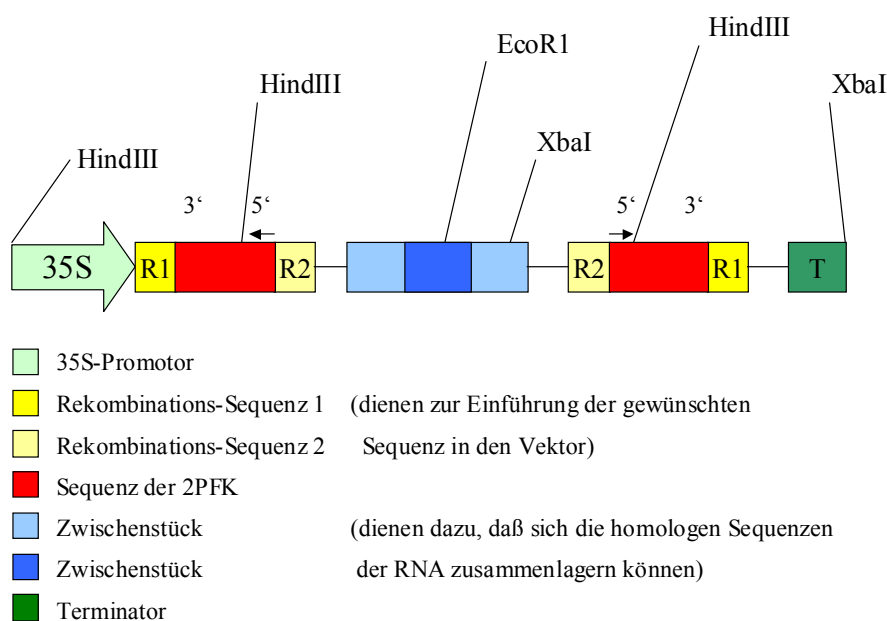 EcoR1
HindIII
HindIII
XbaI
XbaI
HindIII
3‘ 5‘ 5‘ 3‘
35S R1 R2 R2 R1 T
35S-Promotor
Rekombinations-Sequenz 1 (dienen zur Einführung der gewünschten
Rekombinations-Sequenz 2 Sequenz in den Vektor)
Sequenz der 2PFK
Zwischenstück (dienen dazu, daß sich die homologen Sequenzen
Zwischenstück der RNA zusammenlagern können)
Terminator